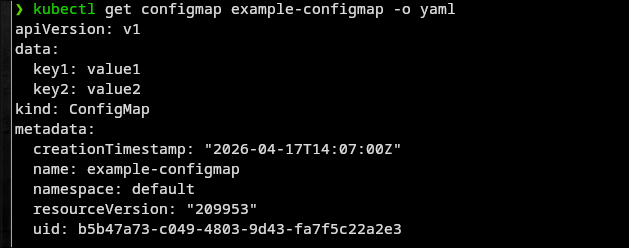 ❯ kubectl get configmap example-configmap -o yaml
apiVersion: v1
data:
  key1: value1
  key2: value2
kind: ConfigMap
metadata:
  creationTimestamp: "2026-04-17T14:07:00Z"
  name: example-configmap
  namespace: default
  resourceVersion: "209953"
  uid: b5b47a73-c049-4803-9d43-fa7f5c22a2e3